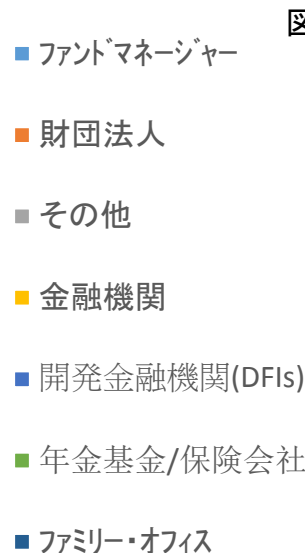 図
ﾌｧﾝﾄﾞﾏﾈｰｼﾞｬｰ
財団法人
その他
金融機関
開発金融機関(DFIs)
年金基金/保険会社
ﾌｧﾐﾘｰ・ｵﾌｨｽ